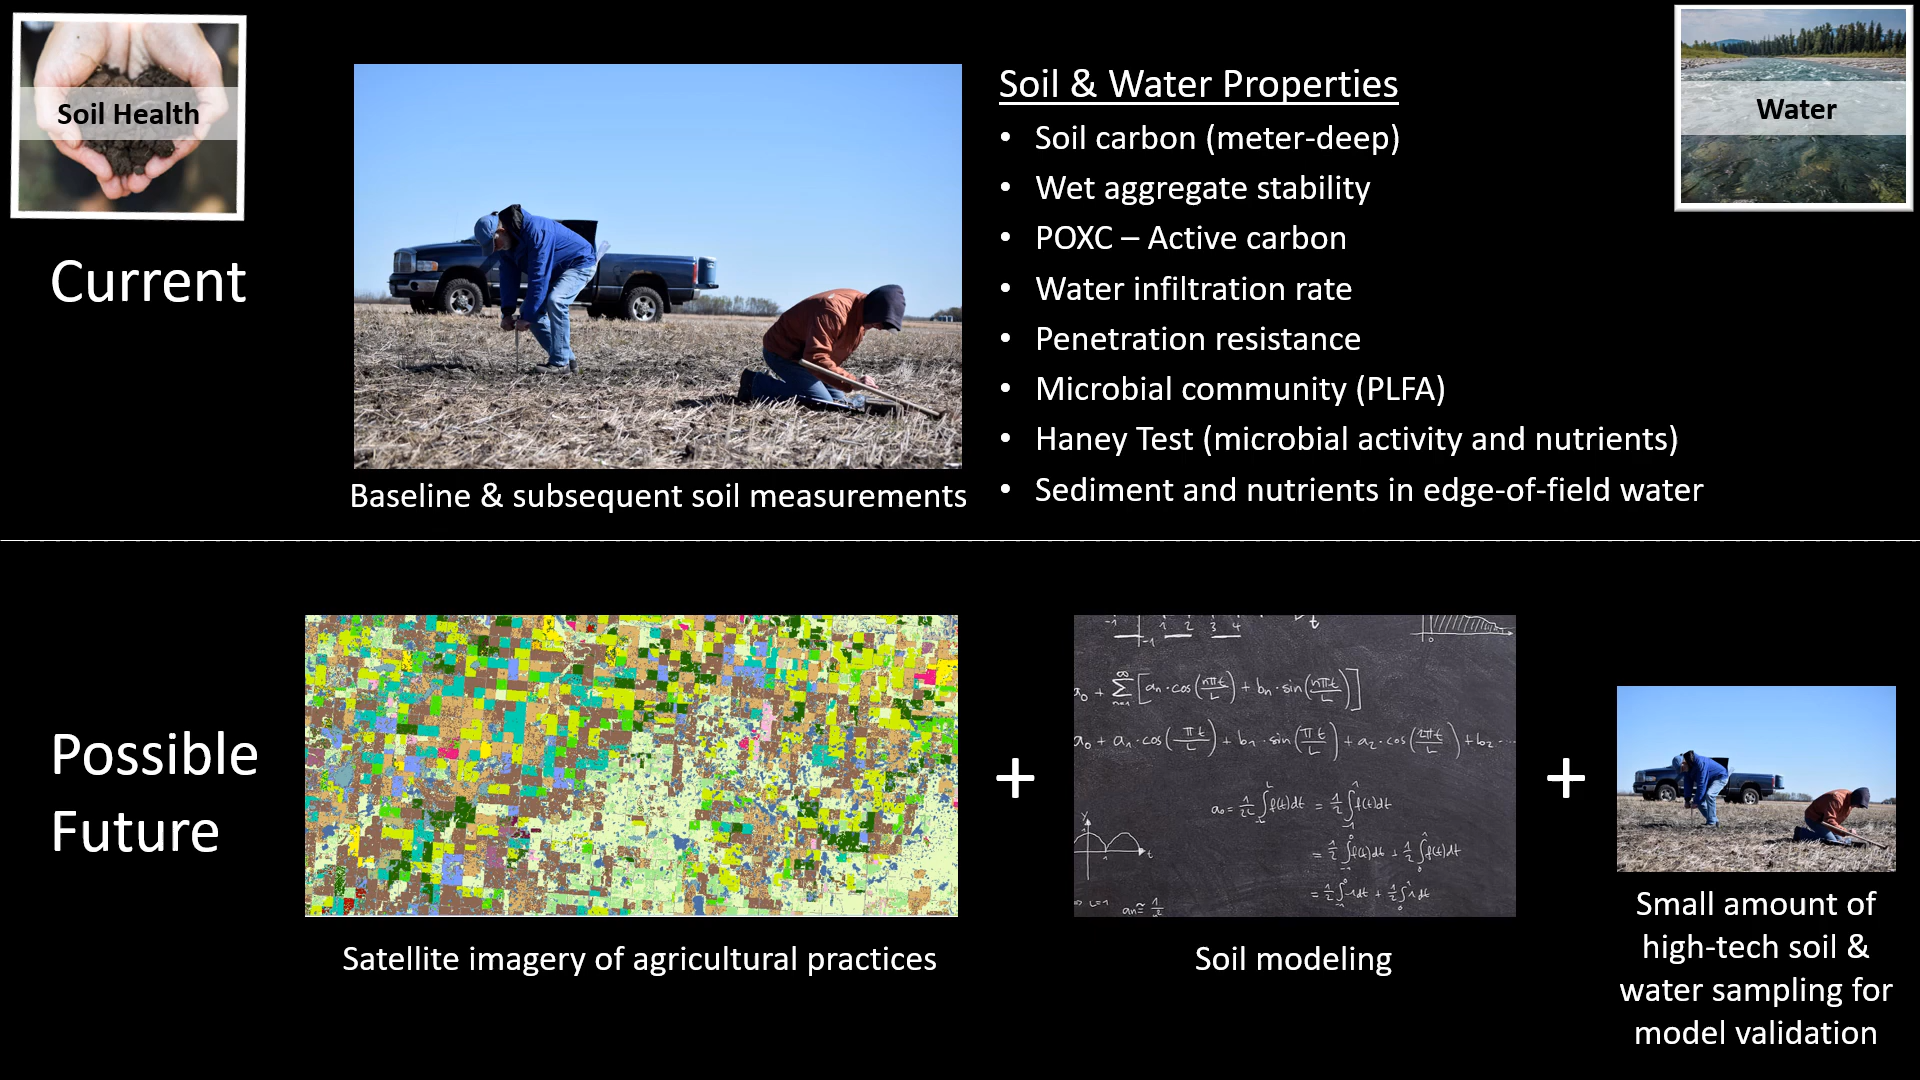 Soil Health
Water
Current
Baseline & subsequent soil measurements
Soil & Water Properties
• Soil carbon (meter-deep)
• Wet aggregate stability
• POXC – Active carbon
• Water infiltration rate
• Penetration resistance
• Microbial community (PLFA)
• Haney Test (microbial activity and nutrients)
• Sediment and nutrients in edge-of-field water
Possible
Future
Satellite imagery of agricultural practices
+
Soil modeling
+
Small amount of
high-tech soil &
water sampling for
model validation